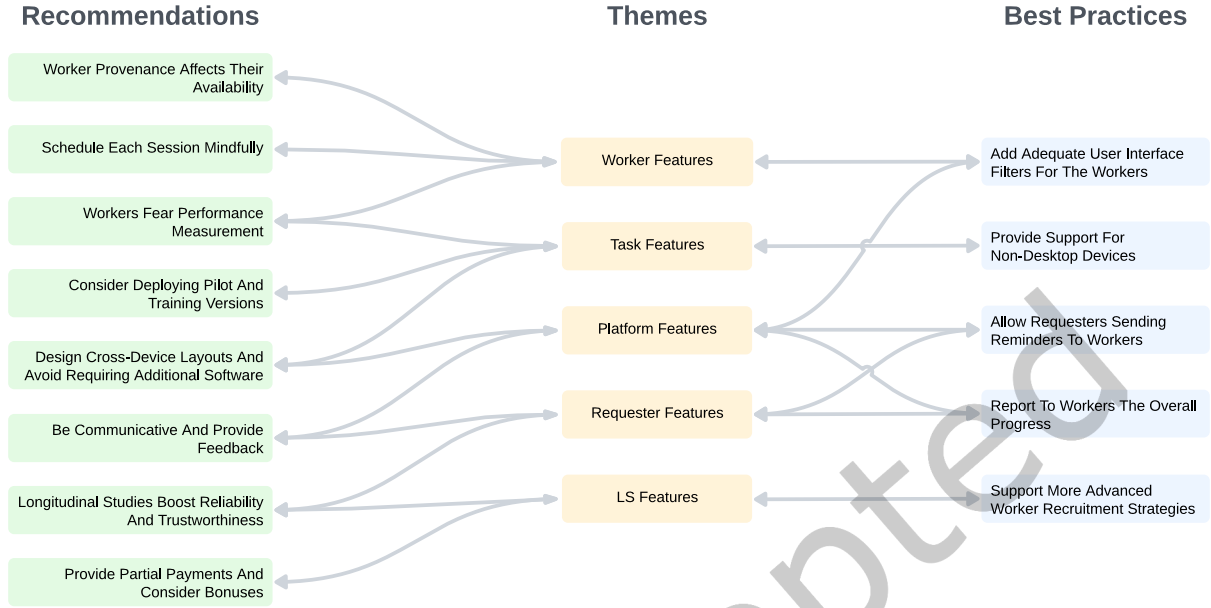 Recommendations
Themes
Best Practices
Worker Provenance Affects Their
Availability
Schedule Each Session Mindfully
Workers Fear Performance
Measurement
Consider Deploying Pilot And
Training Versions
Design Cross-Device Layouts And
Avoid Requiring Additional Software
Be Communicative And Provide
Feedback
Longitudinal Studies Boost Reliability
And Trustworthiness
Provide Partial Payments And
Consider Bonuses
Worker Features
Task Features
Platform Features
Requester Features
LS Features
Add Adequate User Interface
Filters For The Workers
Provide Support For
Non-Desktop Devices
Allow Requesters Sending
Reminders To Workers
Report To Workers The Overall
Progress
Support More Advanced
Worker Recruitment Strategies
pted